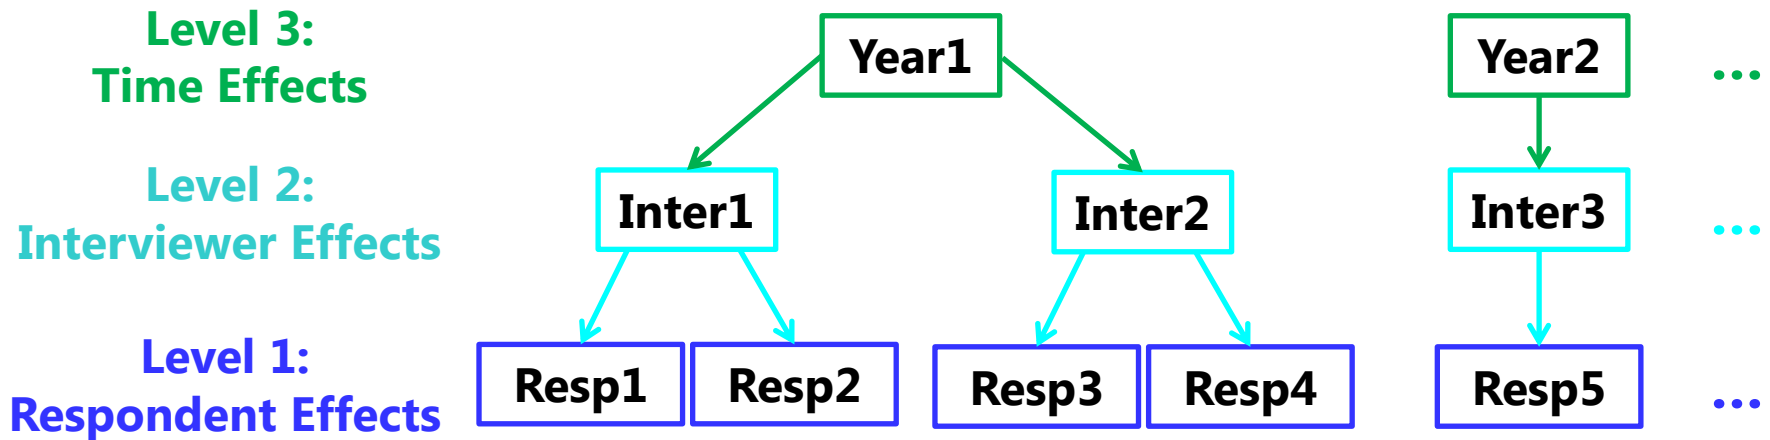 Level 3:
Time Effects
Year1
Year2
...
Level 2:
Interviewer Effects
Inter1
Inter2
Inter3
...
Level 1:
Respondent Effects
Resp1
Resp2
Resp3
Resp4
Resp5
...